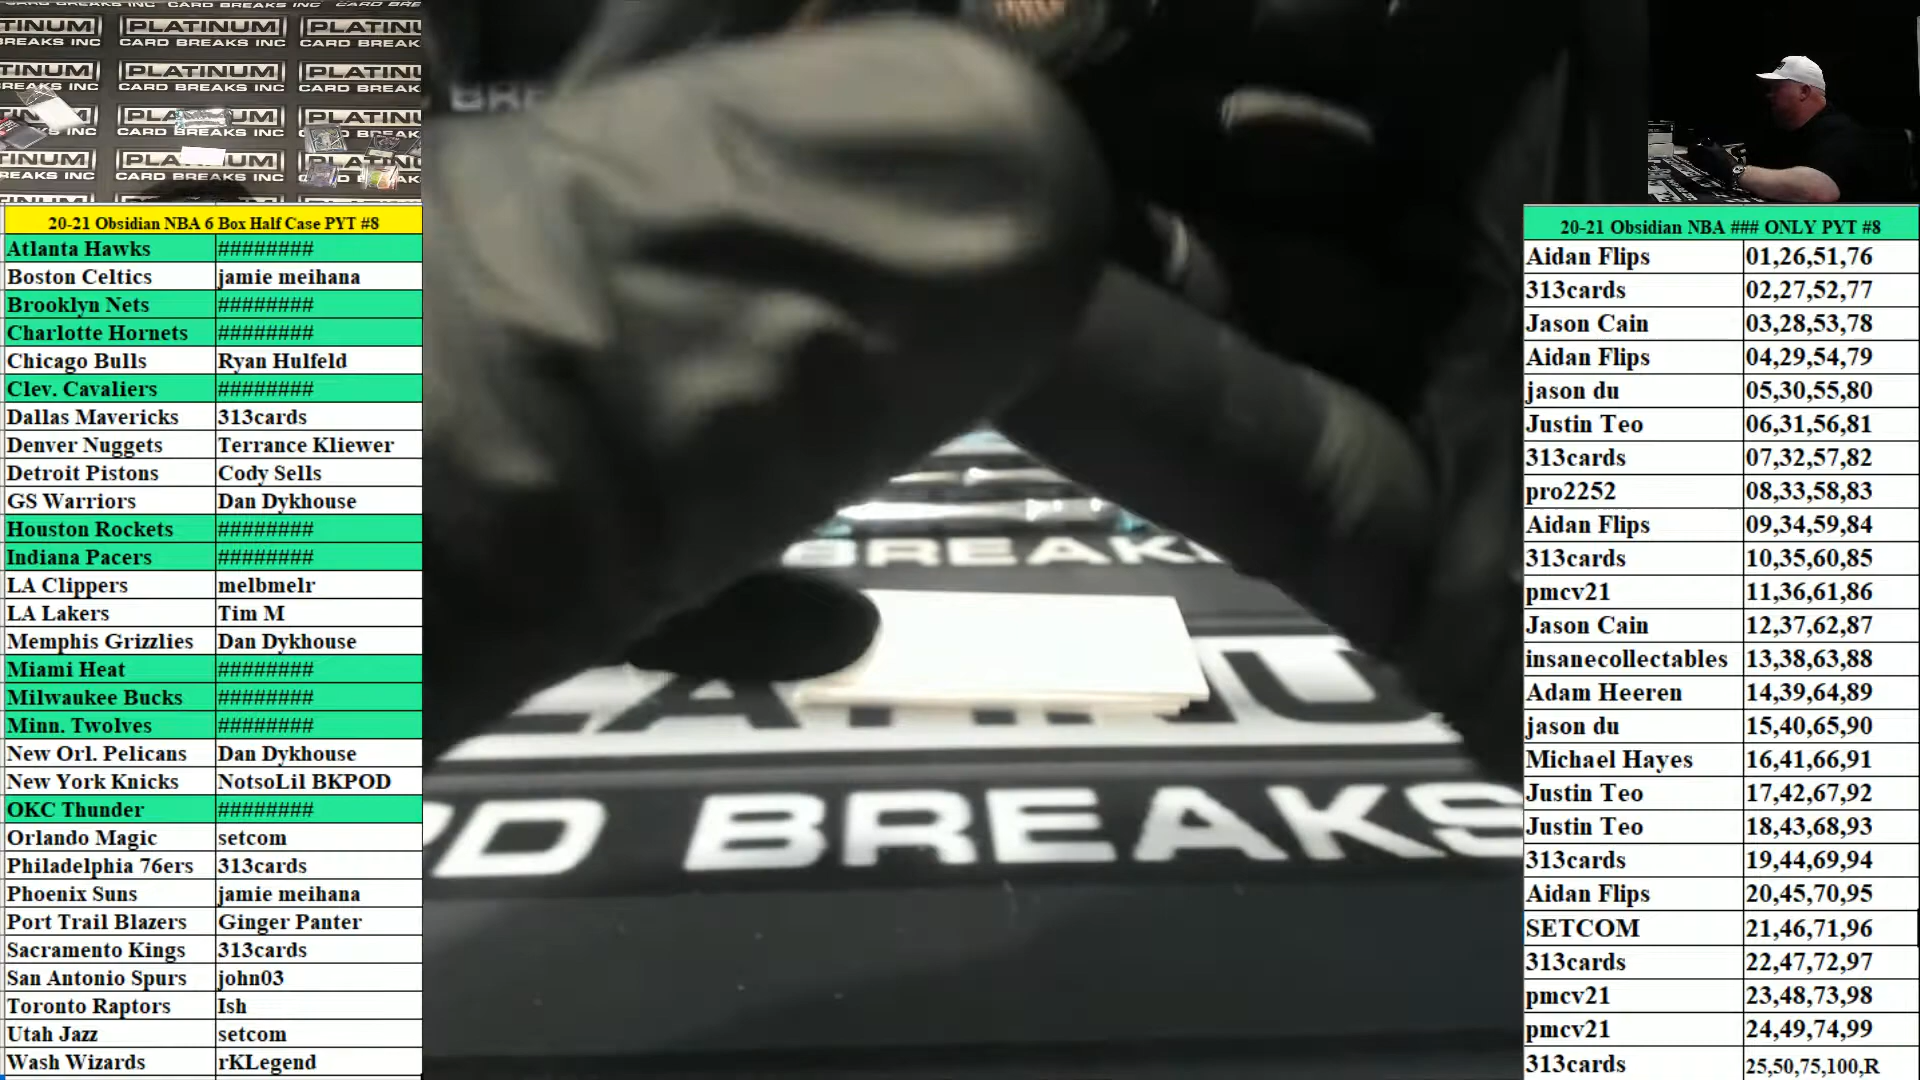 PLATINUM
CARD BREAKS INC
20-21 Obsidian NBA 6 Box Half Case PYT #8
Atlanta Hawks ########
Boston Celtics jamie meihana
Brooklyn Nets ########
Charlotte Hornets ########
Chicago Bulls Ryan Hulfeld
Clev. Cavaliers ########
Dallas Mavericks 313cards
Denver Nuggets Terrance Kliewer
Detroit Pistons Cody Sells
GS Warriors Dan Dykhouse
Houston Rockets ########
Indiana Pacers ########
LA Clippers melbmelr
LA Lakers Tim M
Memphis Grizzlies Dan Dykhouse
Miami Heat ########
Milwaukee Bucks ########
Minn. Twolves ########
New Orl. Pelicans Dan Dykhouse
New York Knicks NotsoLil BKPOD
OKC Thunder ########
Orlando Magic setcom
Philadelphia 76ers 313cards
Phoenix Suns jamie meihana
Port Trail Blazers Ginger Panter
Sacramento Kings 313cards
San Antonio Spurs john03
Toronto Raptors Ish
Utah Jazz setcom
Wash Wizards rKLegend
BREAKS
RD BREAKS
20-21 Obsidian NBA ### ONLY PYT #8
Aidan Flips 01,26,51,76
313cards 02,27,52,77
Jason Cain 03,28,53,78
Aidan Flips 04,29,54,79
jason du 05,30,55,80
Justin Teo 06,31,56,81
313cards 07,32,57,82
pro2252 08,33,58,83
Aidan Flips 09,34,59,84
313cards 10,35,60,85
pmcv21 11,36,61,86
Jason Cain 12,37,62,87
insanecollectables 13,38,63,88
Adam Heeren 14,39,64,89
jason du 15,40,65,90
Michael Hayes 16,41,66,91
Justin Teo 17,42,67,92
Justin Teo 18,43,68,93
313cards 19,44,69,94
Aidan Flips 20,45,70,95
SETCOM 21,46,71,96
313cards 22,47,72,97
pmcv21 23,48,73,98
pmcv21 24,49,74,99
313cards 25,50,75,100,R